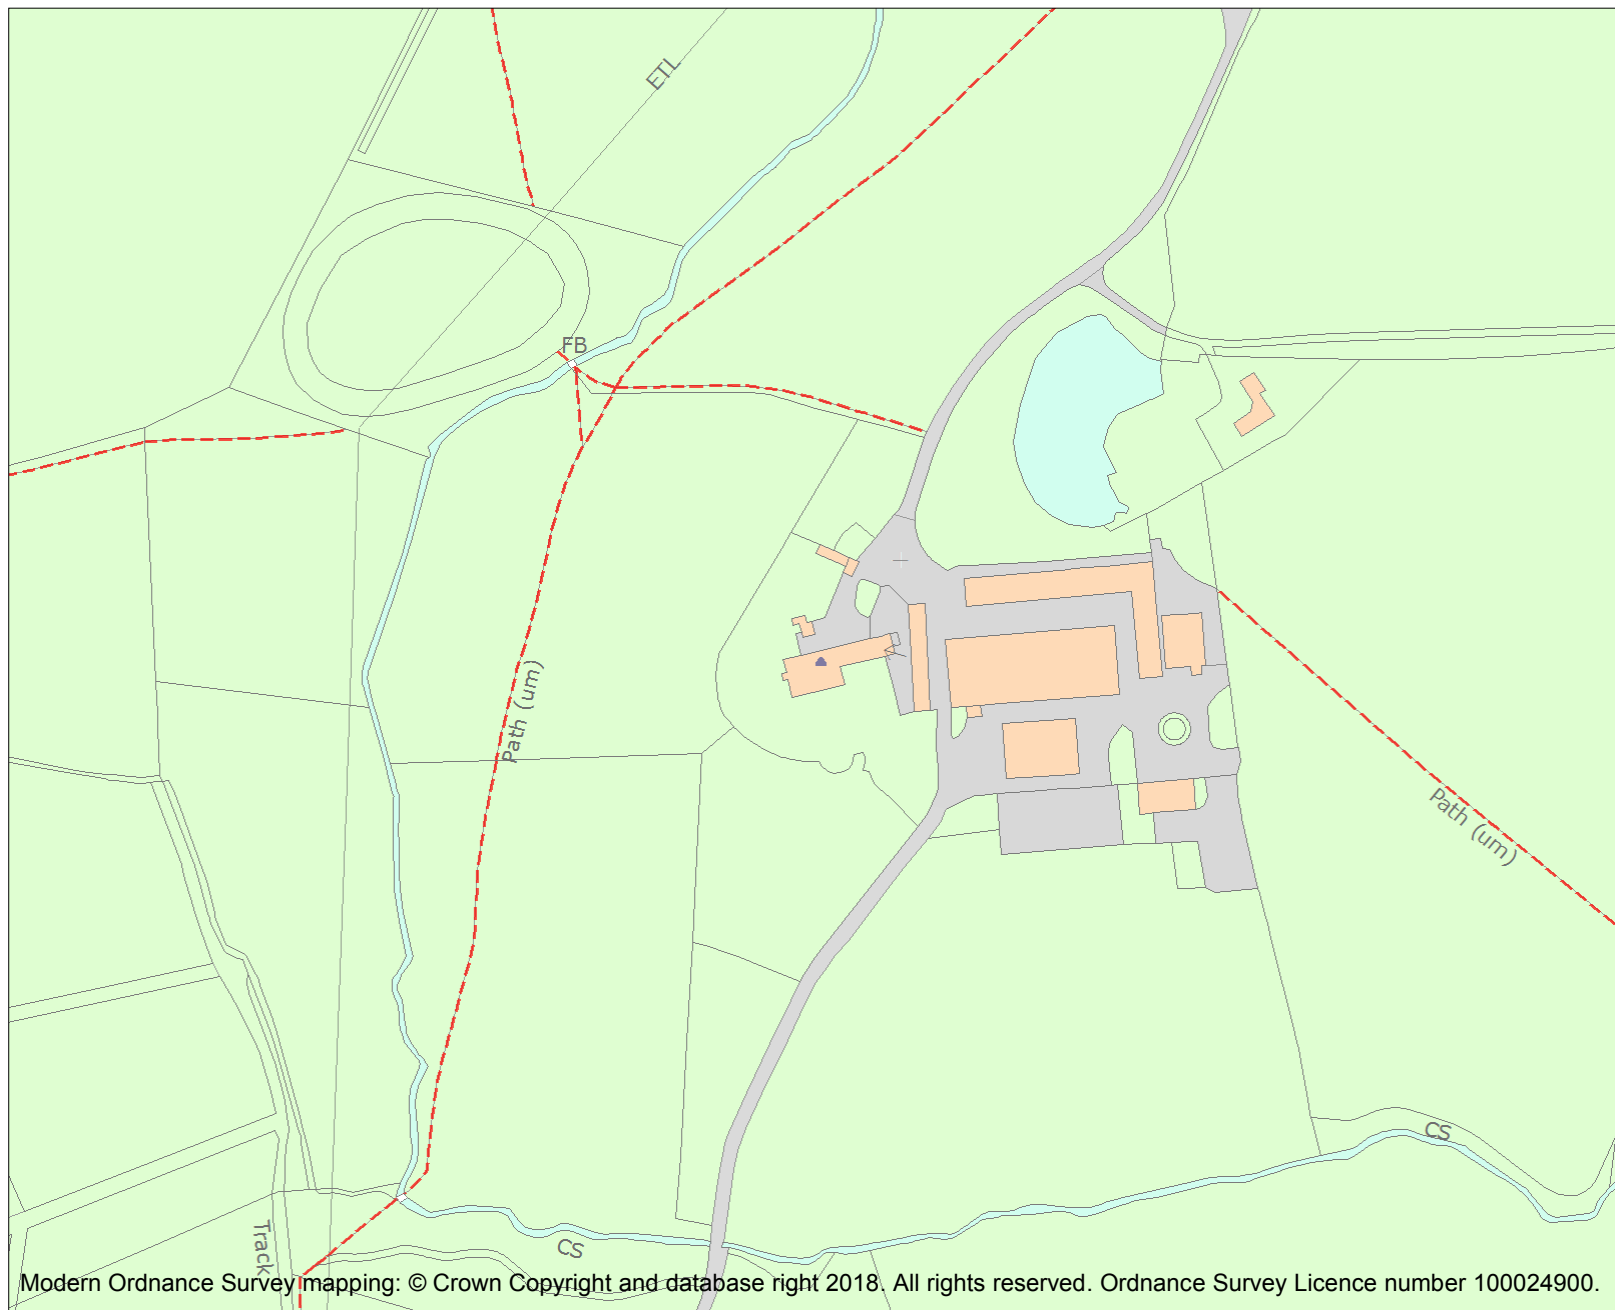 ETL
FB
Path (um)
Path (um)
CS
Track
CS
Modern Ordnance Survey mapping: © Crown Copyright and database right 2018. All rights reserved. Ordnance Survey Licence number 100024900.